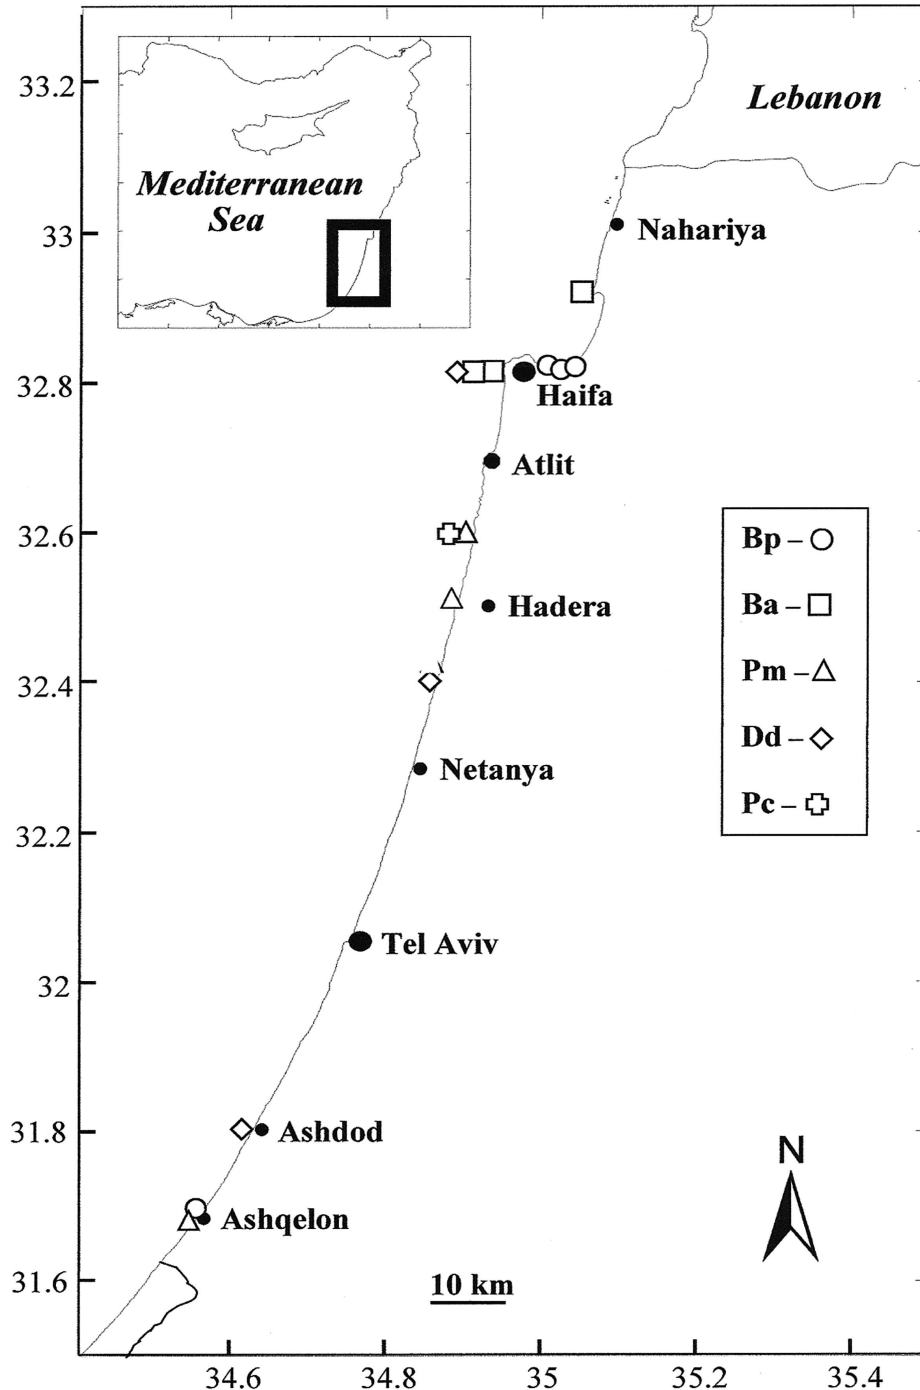 33.2
33
32.8
32.6
32.4
32.2
32
31.8
31.6
34.6
34.8
35
35.2
35.4
Lebanon
Mediterranean
Sea
Nahariya
Haifa
Atlit
Hadera
Netanya
Tel Aviv
Ashdod
Ashqelon
Bp –
Ba –
Pm –
Dd –
Pc –
N
10 km